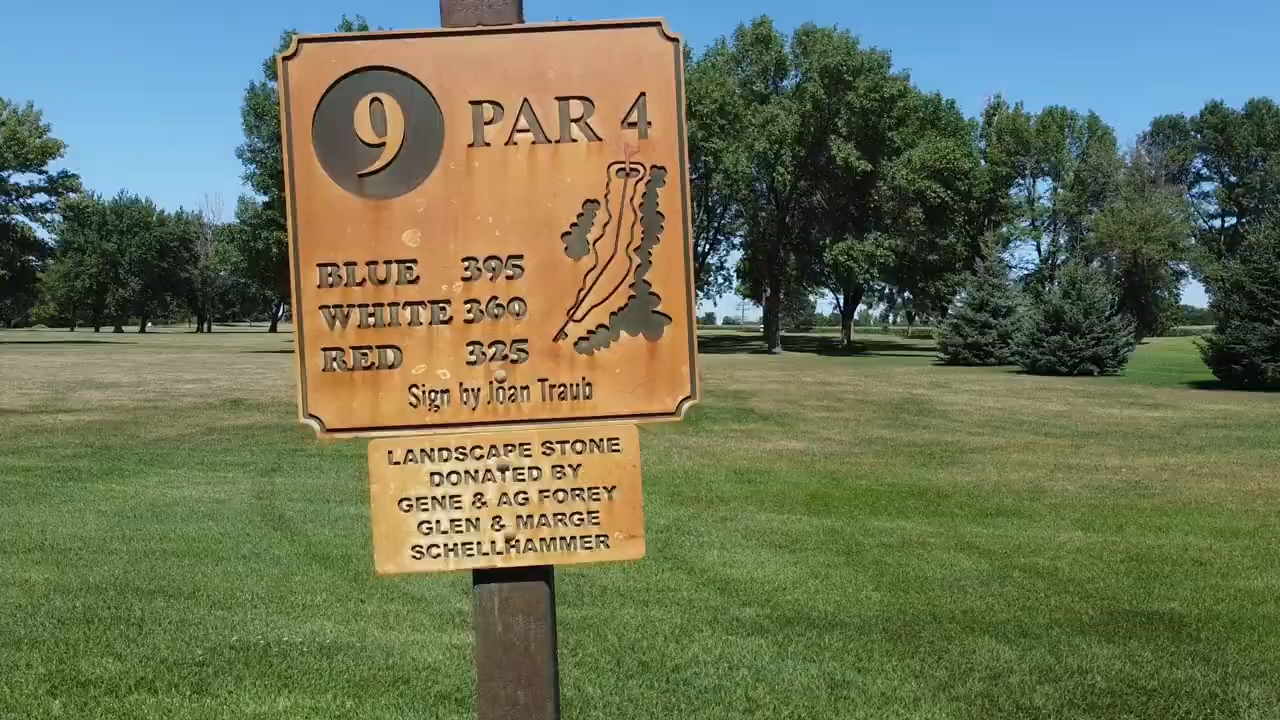 9 PAR 4
BLUE 395
WHITE 360
RED 325
Sign by Joan Traub
LANDSCAPE STONE
DONATED BY
GENE & AG FOREY
GLEN & MARGE
SCHELLHAMMER